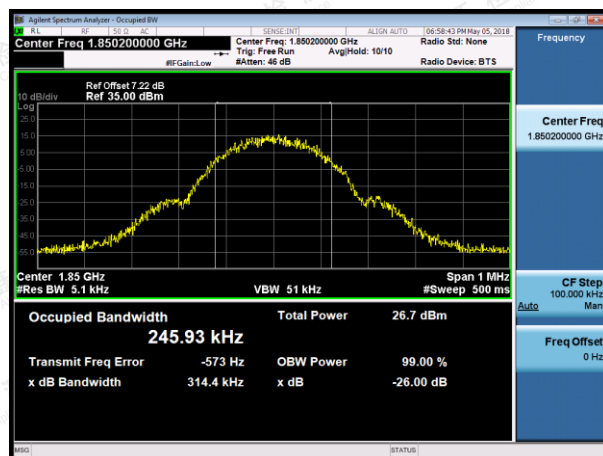 Agilent Spectrum Analyzer - Occupied BW
RL RF 50 Ω AC SENSE:INT ALIGN AUTO 06:58:43 PM May 05, 2018
Center Freq 1.850200000 GHz
Center Freq: 1.850200000 GHz
Radio Std: None
Trig: Free Run Avg|Hold: 10/10
#IFGain:Low #Atten: 46 dB Radio Device: BTS
Ref Offset 7.22 dB
10 dB/div Ref 35.00 dBm
Log
25.0
15.0
5.00
-5.00
-15.0
-25.0
-35.0
-45.0
-55.0
Center 1.85 GHz Span 1 MHz
#Res BW 5.1 kHz VBW 51 kHz #Sweep 500 ms
Occupied Bandwidth Total Power 26.7 dBm
245.93 kHz
Transmit Freq Error -573 Hz OBW Power 99.00 %
x dB Bandwidth 314.4 kHz x dB -26.00 dB
MSG STATUS
Frequency
Center Freq
1.850200000 GHz
CF Step
100.000 kHz
Auto Man
Freq Offset
0 Hz